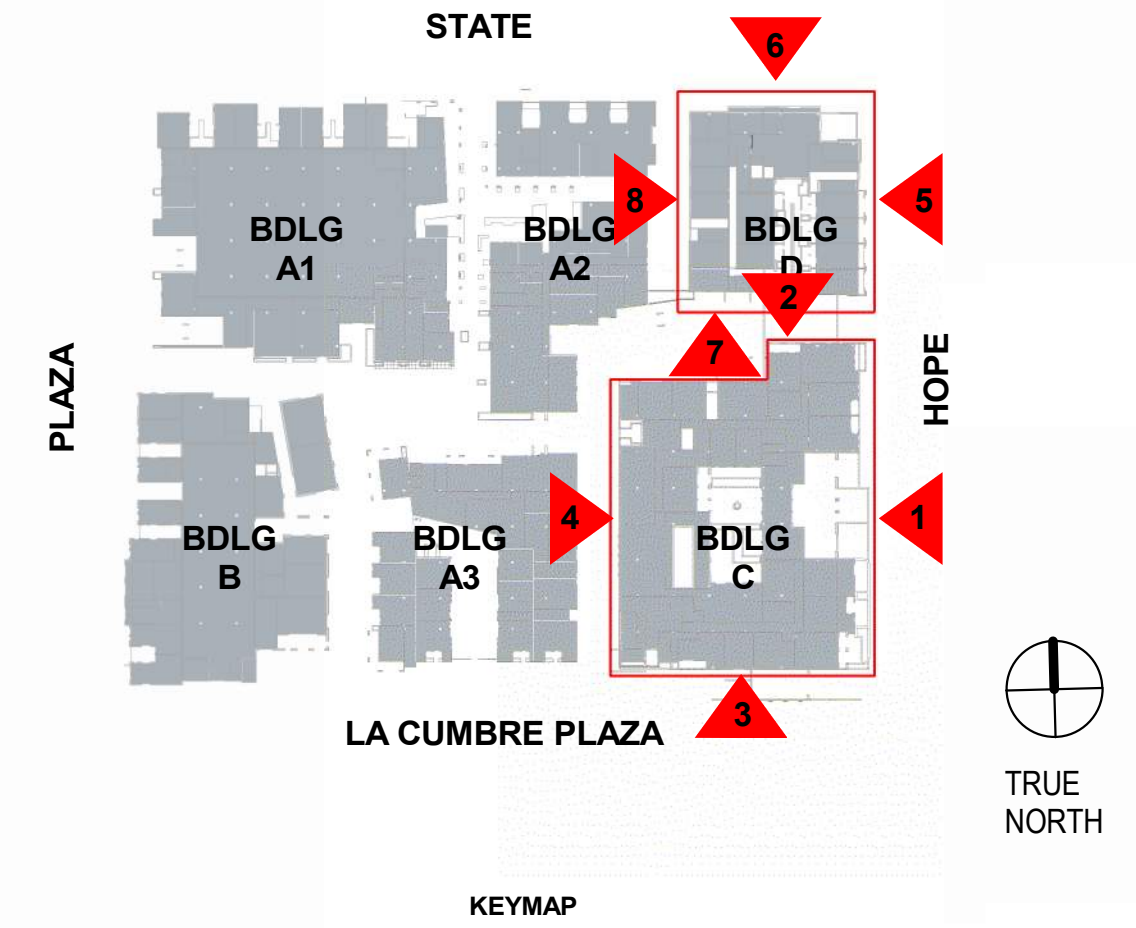 STATE
6
8
5
BDLG
A1
BDLG
A2
BDLG
D
2
7
PLAZA
HOPE
4
1
BDLG
B
BDLG
A3
BDLG
C
3
LA CUMBRE PLAZA
TRUE
NORTH
KEYMAP